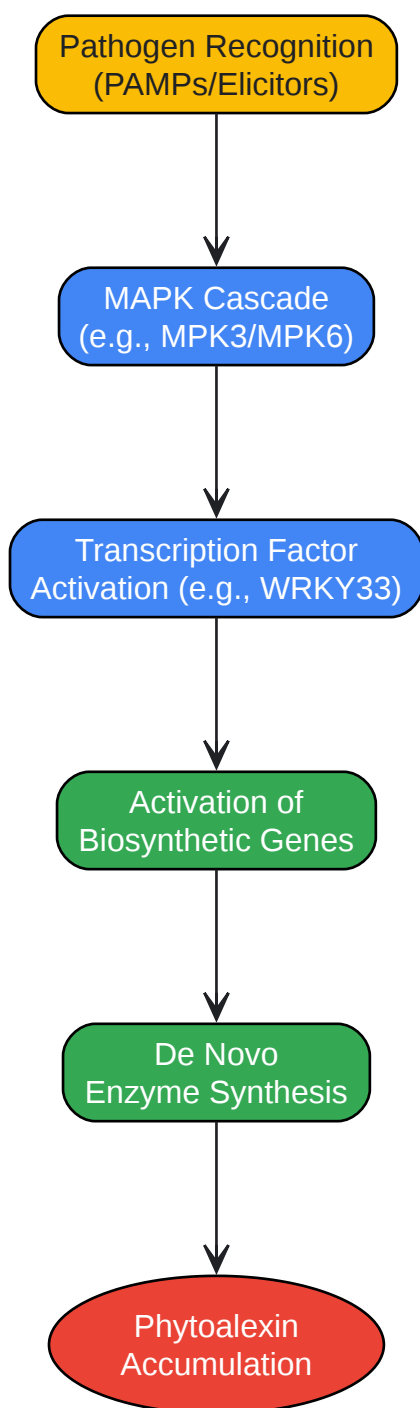 Pathogen Recognition
(PAMPs/Elicitors)
MAPK Cascade
(e.g., MPK3/MPK6)
Transcription Factor
Activation (e.g., WRKY33)
Activation of
Biosynthetic Genes
De Novo
Enzyme Synthesis
Phytoalexin
Accumulation